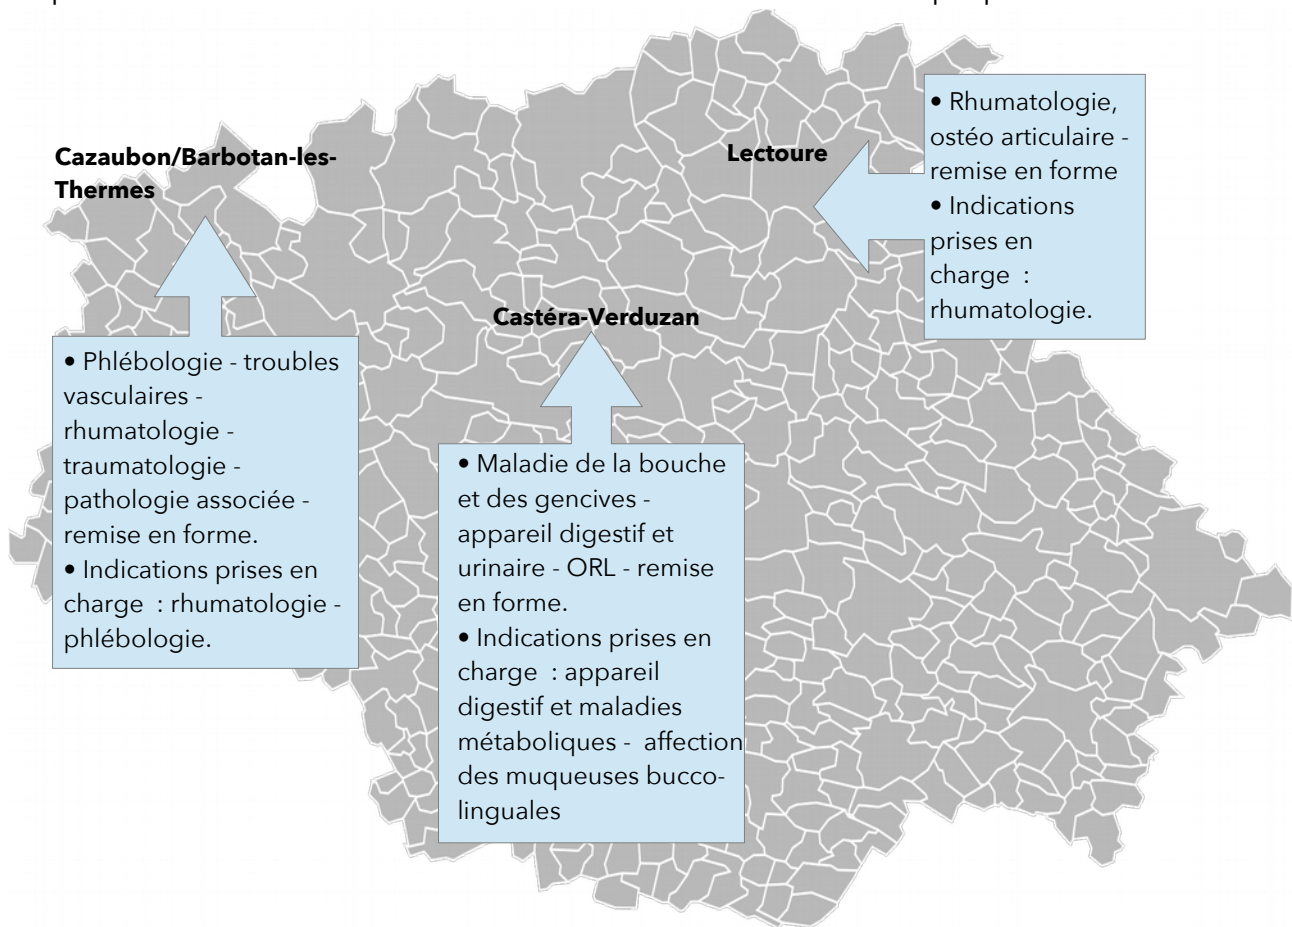 Cazaubon/Barbotan-les-
Thermes
• Phlébologie - troubles
vasculaires -
rhumatologie -
traumatologie -
pathologie associée -
remise en forme.
• Indications prises en
charge : rhumatologie -
phlébologie.
Castéra-Verduzan
• Maladie de la bouche
et des gencives -
appareil digestif et
urinaire - ORL - remise
en forme.
• Indications prises en
charge : appareil
digestif et maladies
métaboliques - affection
des muqueuses bucco-
linguales
Lectoure
• Rhumatologie,
ostéo articulaire -
remise en forme
• Indications
prises en
charge :
rhumatologie.